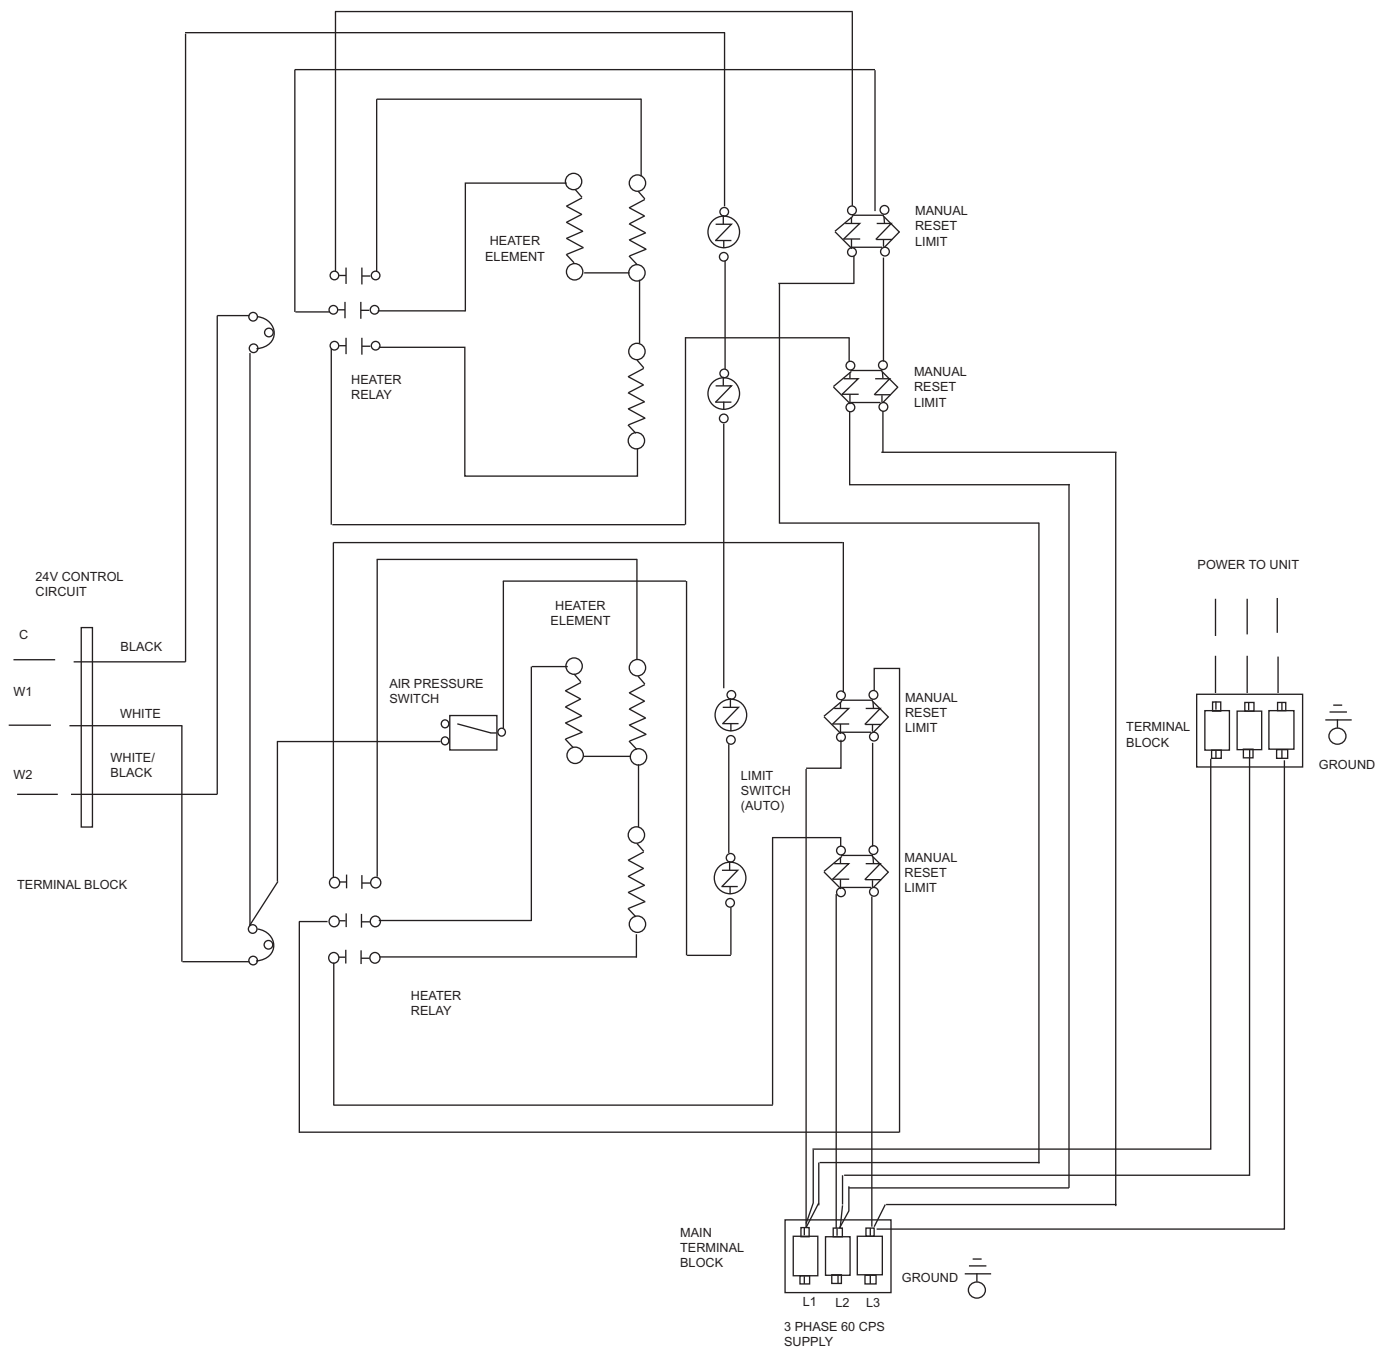 MANUAL
RESET
LIMIT
HEATER
ELEMENT
HEATER
RELAY
MANUAL
RESET
LIMIT
24V CONTROL
CIRCUIT
C
BLACK
W1
WHITE
WHITE/
BLACK
W2
TERMINAL BLOCK
HEATER
ELEMENT
AIR PRESSURE
SWITCH
MANUAL
RESET
LIMIT
LIMIT
SWITCH
(AUTO)
MANUAL
RESET
LIMIT
HEATER
RELAY
POWER TO UNIT
TERMINAL
BLOCK
GROUND
MAIN
TERMINAL
BLOCK
GROUND
L1 L2 L3
3 PHASE 60 CPS
SUPPLY